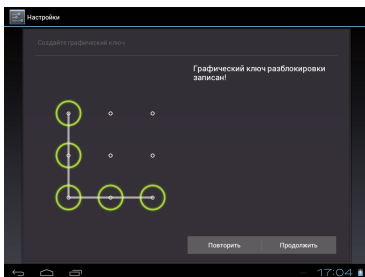 Настройки
Создайте графический ключ
Графический ключ разблокировки
записан!
Повторить
Продолжить
17:04